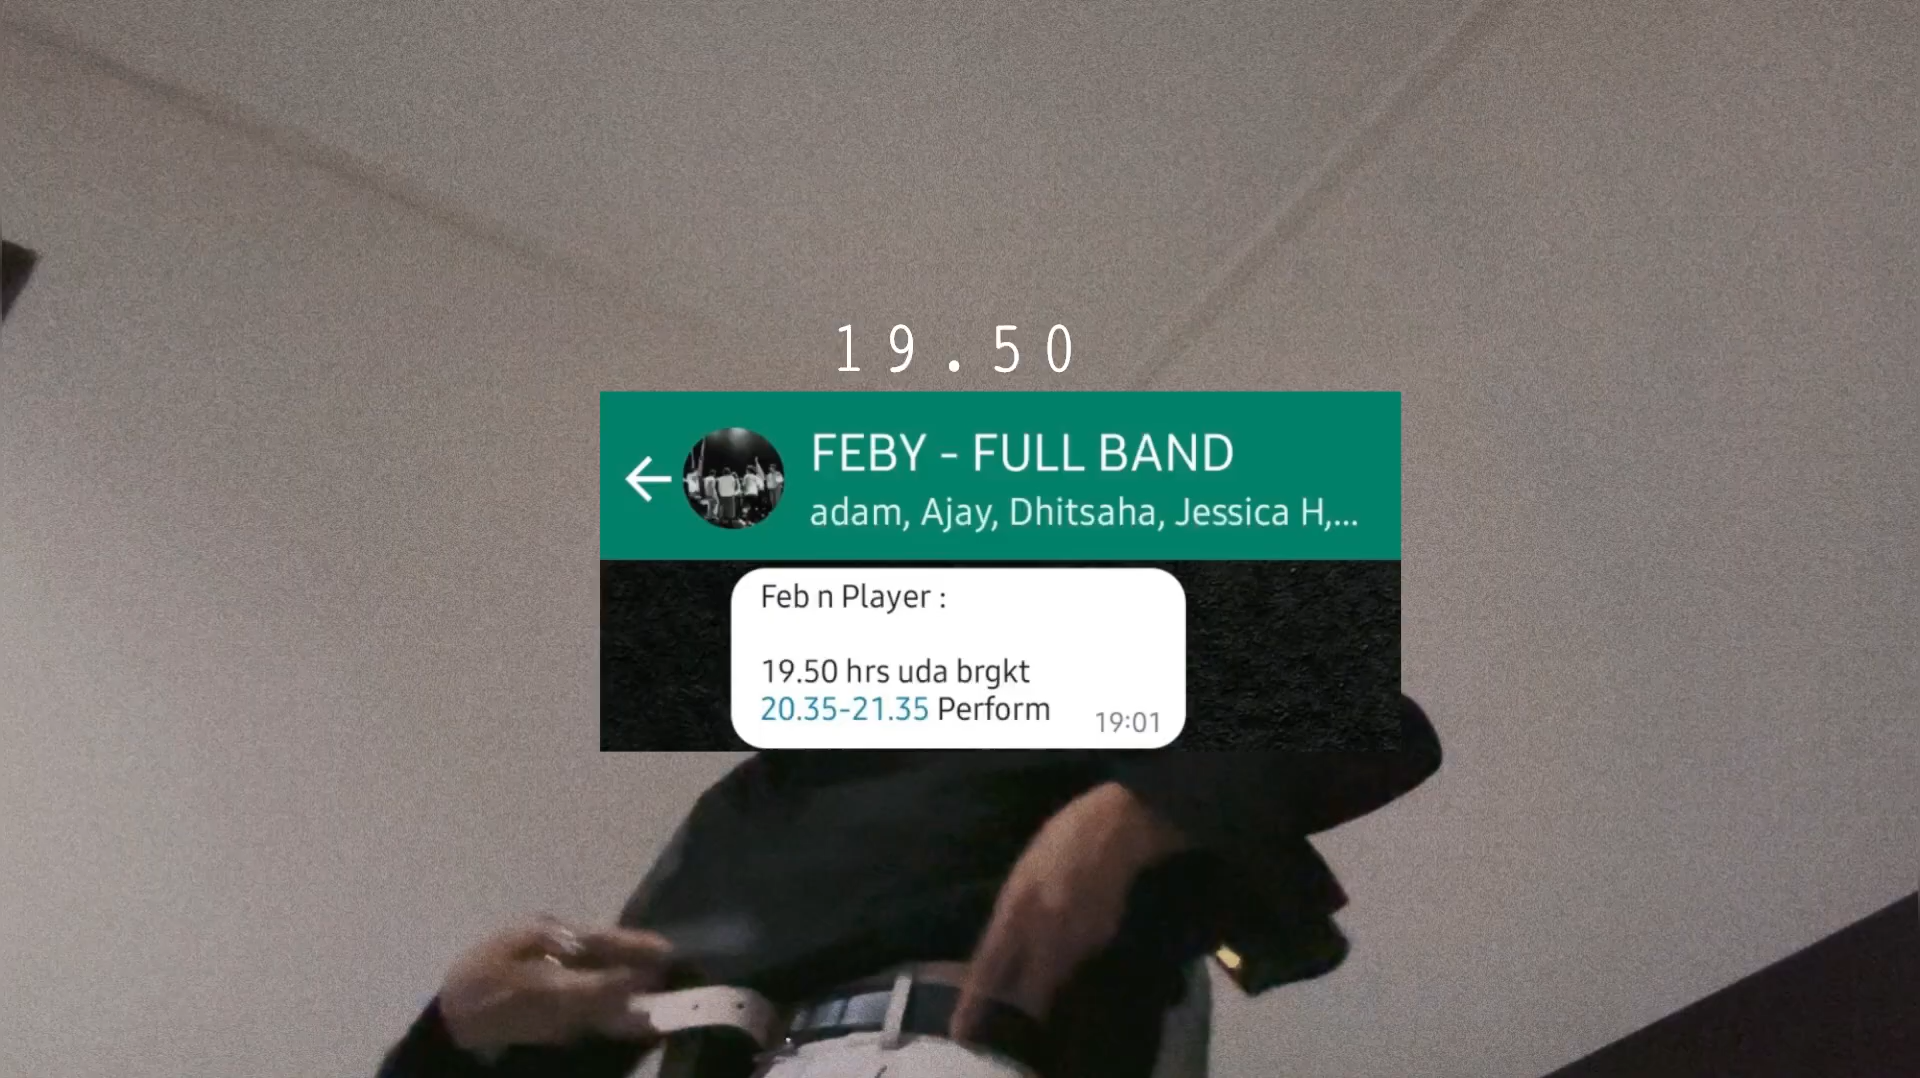 19.50
FEBY - FULL BAND
adam, Ajay, Dhitsaha, Jessica H,...
Feb n Player :
19.50 hrs uda brgkt
20.35-21.35 Perform
19:01